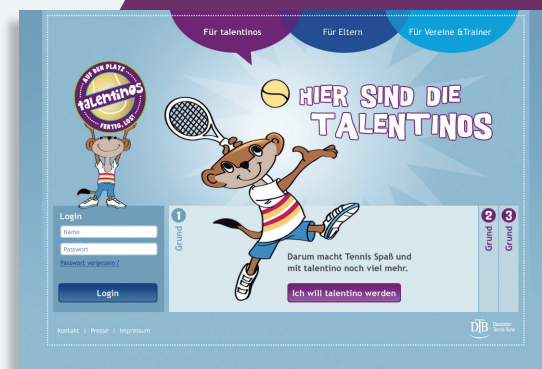 Für talentinos
Für Eltern
Für Vereine &Trainer
AUF DEN PLATZ
talentinos
FERTIG, LOS!
HIER SIND DIE
TALENTINOS
Login
Name
Passwort
Passwort vergessen ?
Login
Grund 1
Darum macht Tennis Spaß und
mit talentino noch viel mehr.
Ich will talentino werden
Grund 2
Grund 3
Kontakt | Presse | Impressum
DTB Deutscher
Tennis Bund